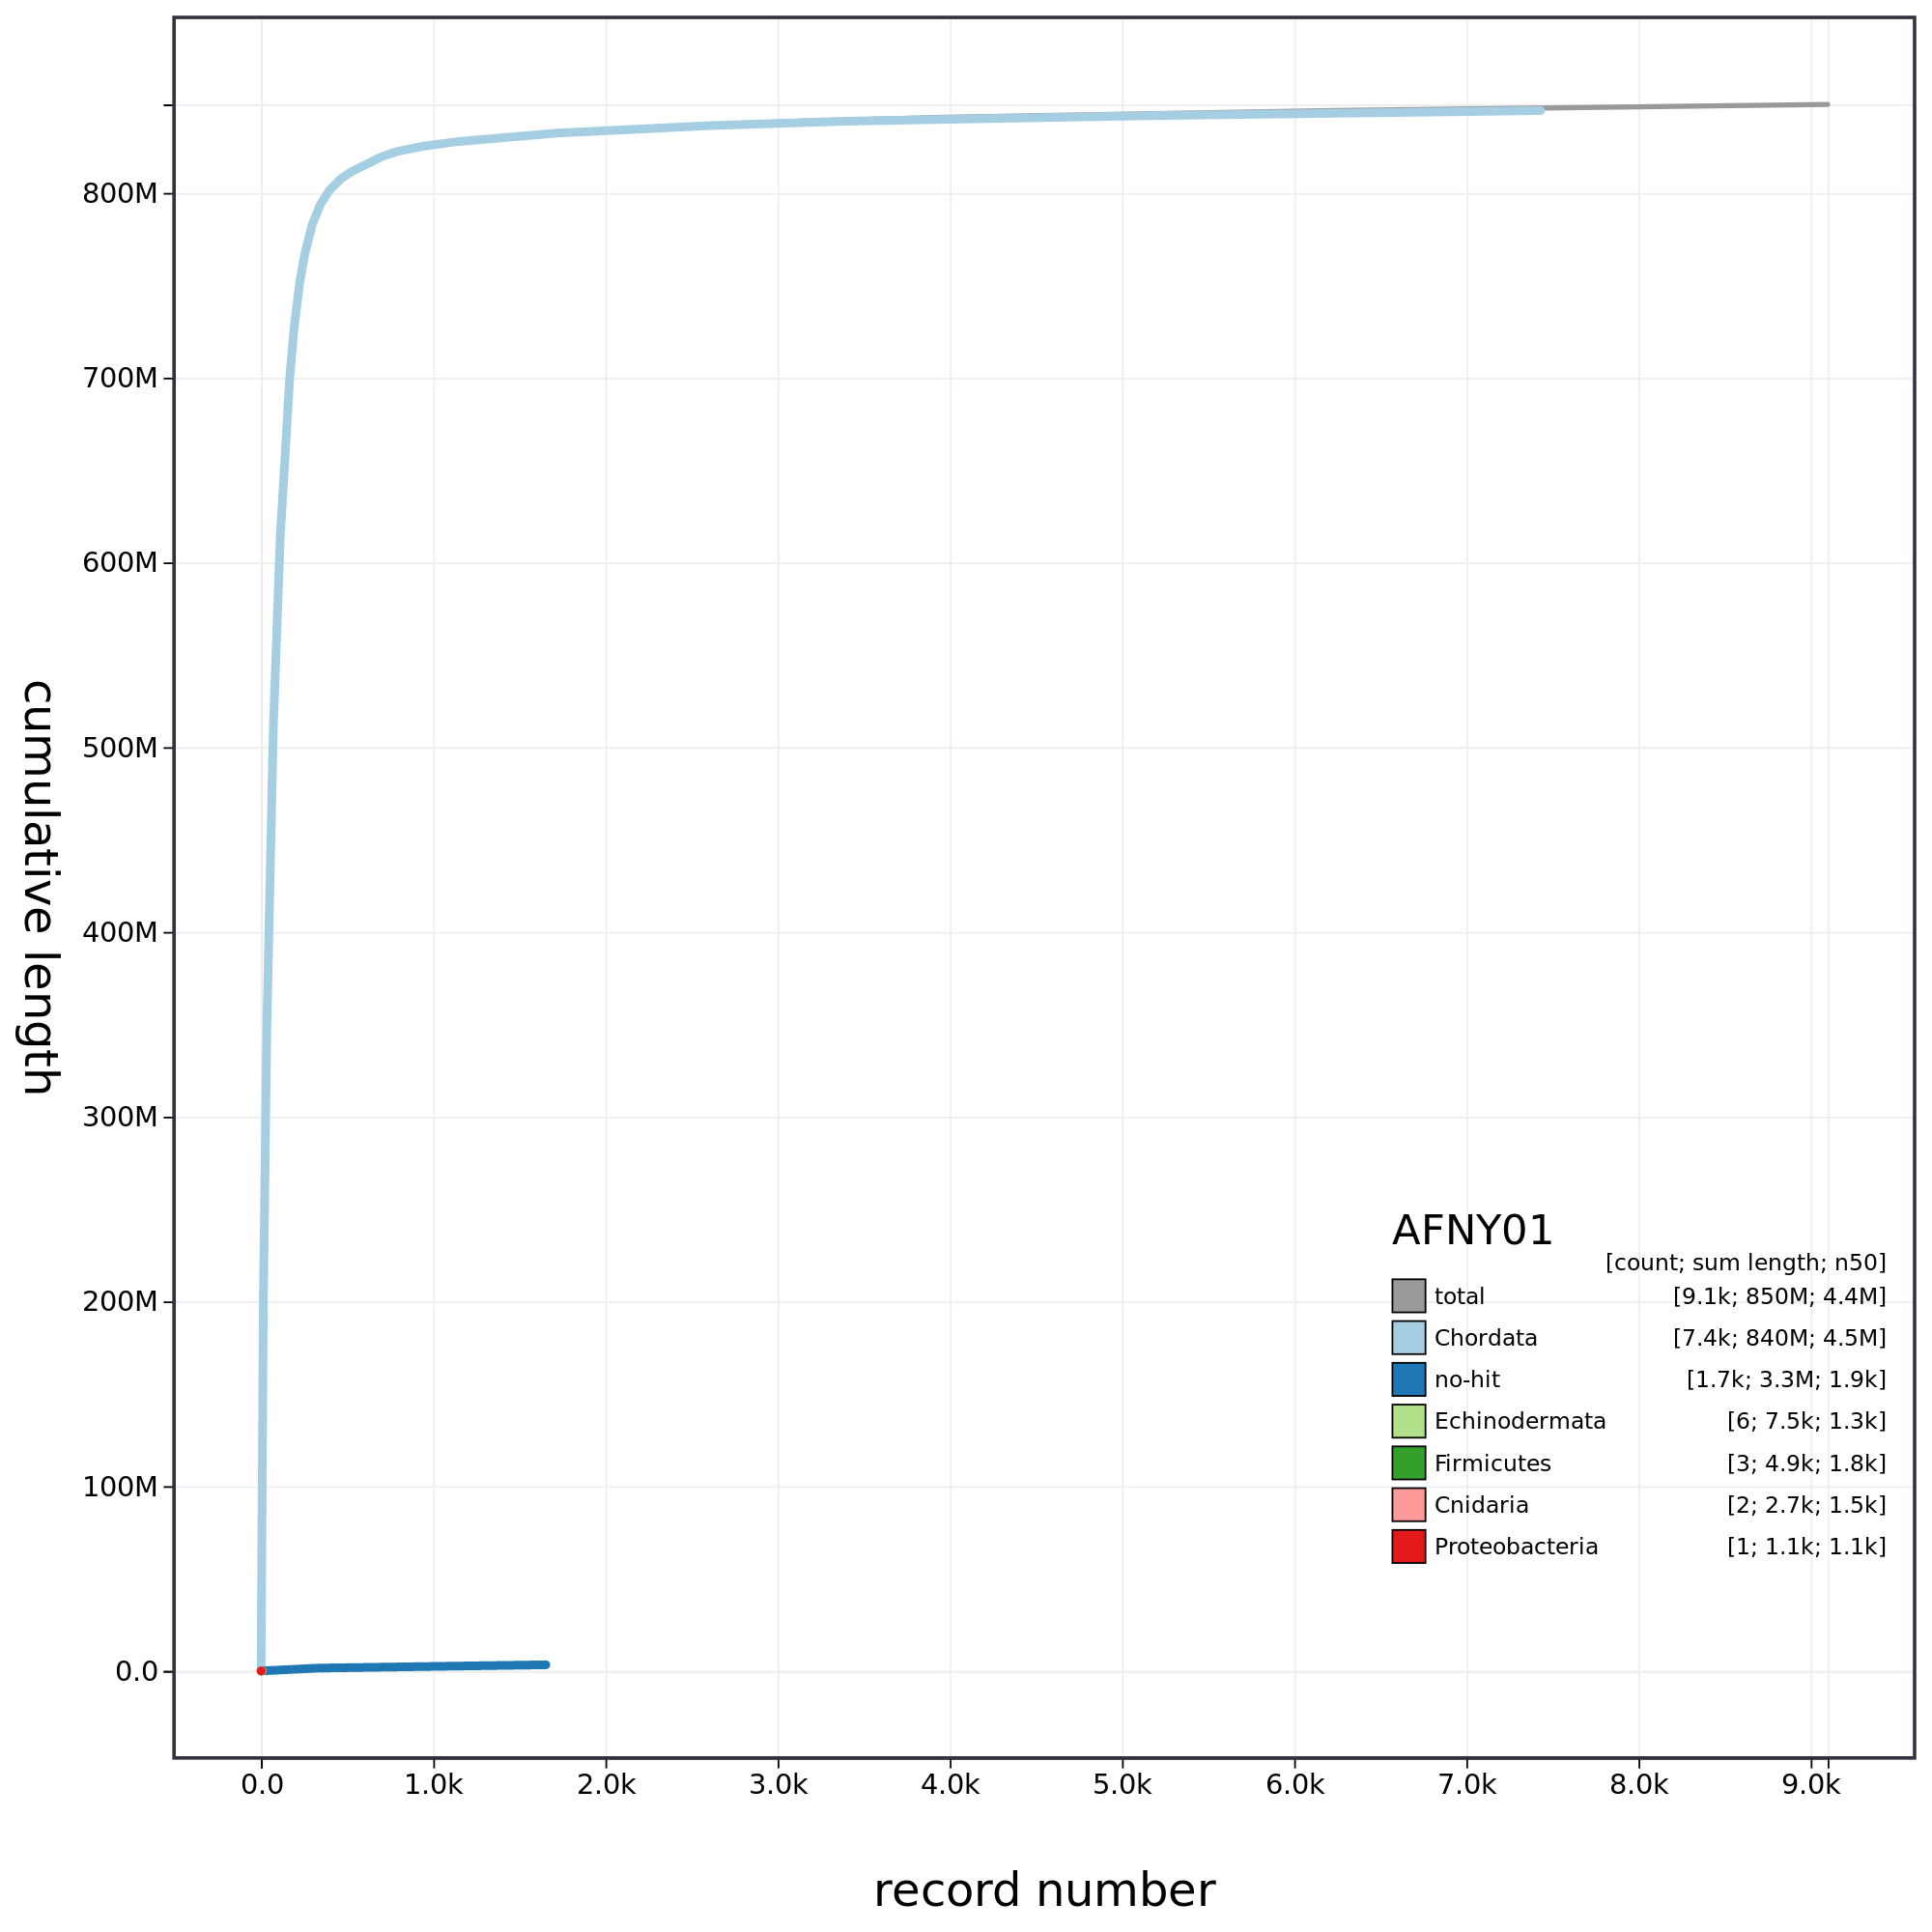 cumulative length
800M
700M
600M
500M
400M
300M
200M
100M
0.0
AFNY01
[count; sum length; n50]
total [9.1k; 850M; 4.4M]
Chordata [7.4k; 840M; 4.5M]
no-hit [1.7k; 3.3M; 1.9k]
Echinodermata [6; 7.5k; 1.3k]
Firmicutes [3; 4.9k; 1.8k]
Cnidaria [2; 2.7k; 1.5k]
Proteobacteria [1; 1.1k; 1.1k]
0.0 1.0k 2.0k 3.0k 4.0k 5.0k 6.0k 7.0k 8.0k 9.0k
record number